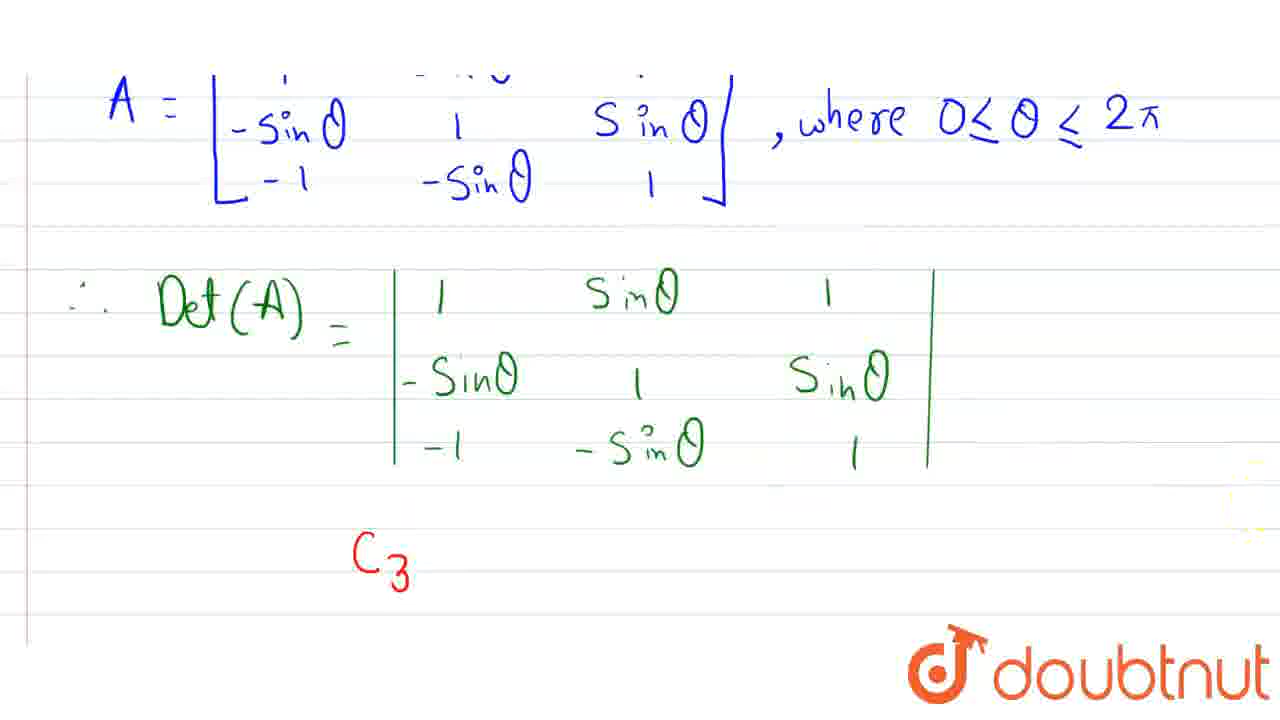 A = -sinθ 1 sinθ , where 0 ≤ θ ≤ 2π
-1 -sinθ 1
∴ Det(A) = 1 sinθ 1
-sinθ 1 sinθ
-1 -sinθ 1
C3
doubtnut